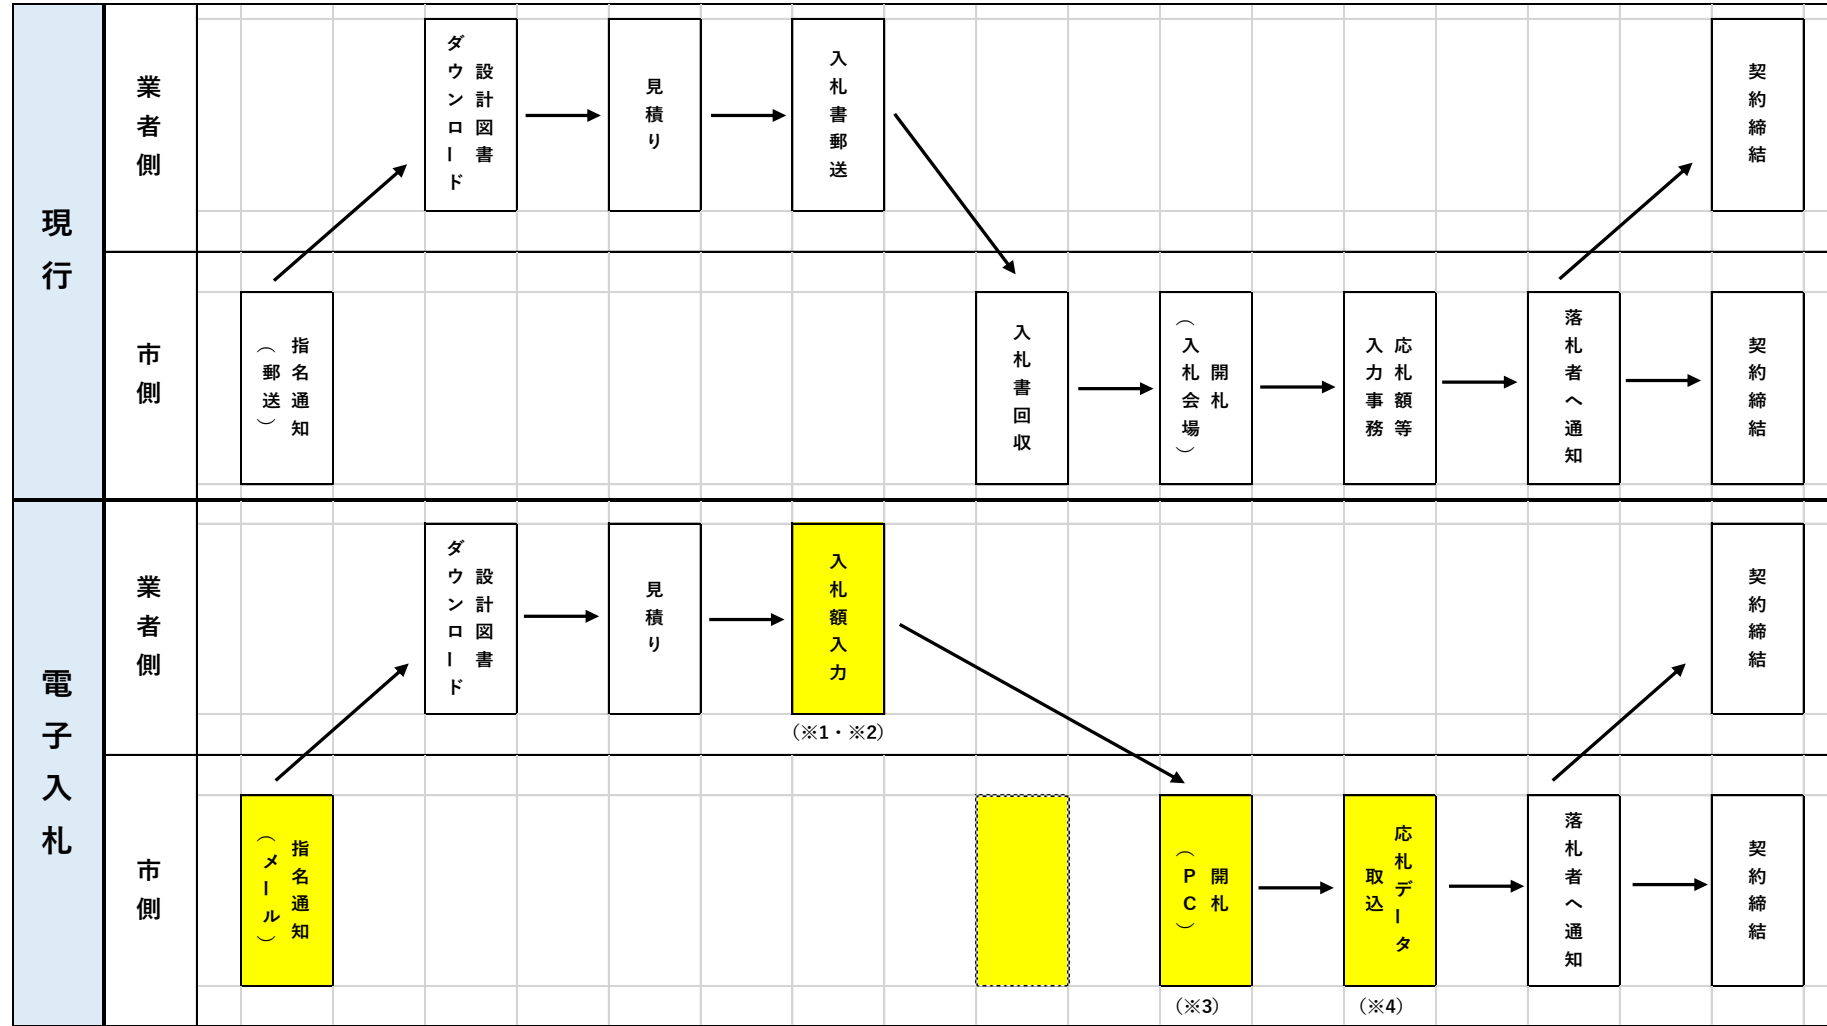 現行
業者側
設計図書
ダウンロード
見積り
入札書郵送
契約締結
市側
指名通知
（郵送）
入札書回収
開札
（入札会場）
応札額等
入力事務
落札者へ通知
契約締結
電子入札
業者側
設計図書
ダウンロード
見積り
入札額入力
（※1・※2）
契約締結
市側
指名通知
（メール）
開札
（PC）
（※3）
応札データ
取込
（※4）
落札者へ通知
契約締結